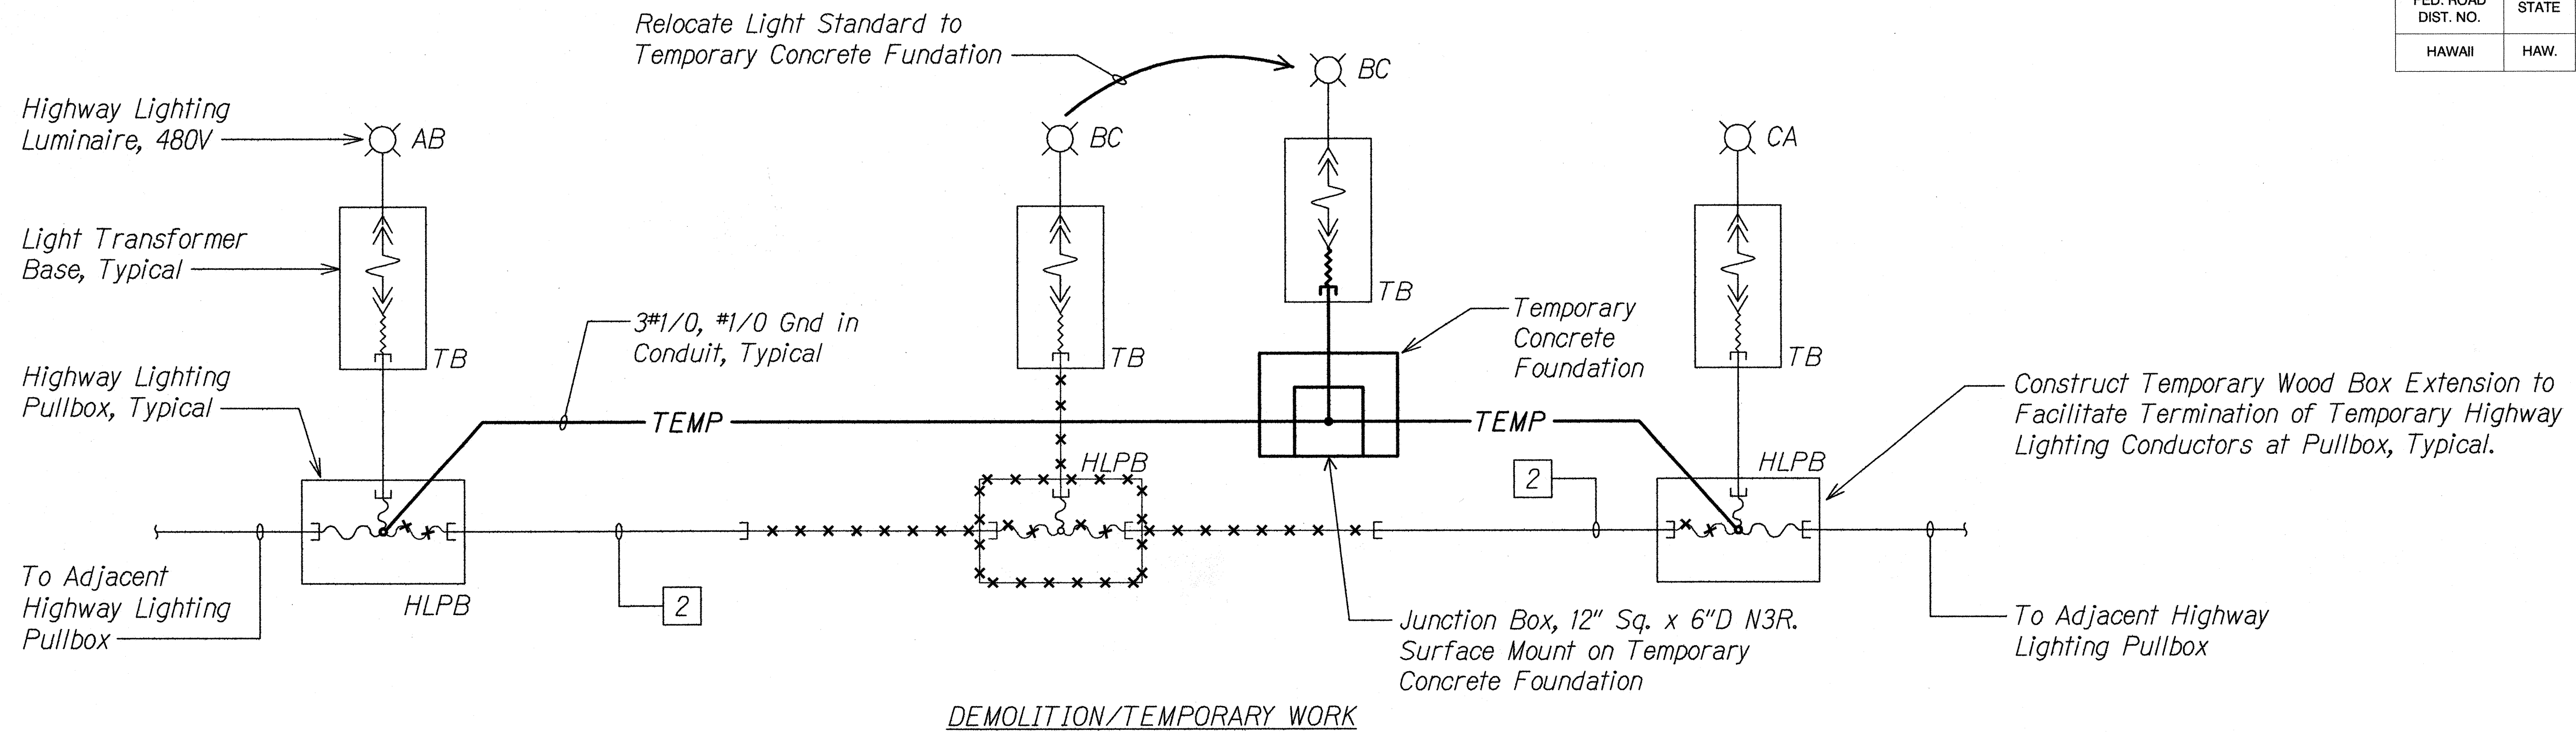 FED. ROAD
DIST. NO.
STATE
HAWAII
HAW.
Relocate Light Standard to
Temporary Concrete Fundation
BC
BC
Highway Lighting
Luminaire, 480V
AB
CA
Light Transformer
Base, Typical
TB
TB
TB
TB
3#1/0, #1/0 Gnd in
Conduit, Typical
Temporary
Concrete
Foundation
Highway Lighting
Pullbox, Typical
TEMP
TEMP
Construct Temporary Wood Box Extension to
Facilitate Termination of Temporary Highway
Lighting Conductors at Pullbox, Typical.
HLPB
HLPB
2
To Adjacent
Highway Lighting
Pullbox
HLPB
2
Junction Box, 12" Sq. x 6"D N3R.
Surface Mount on Temporary
Concrete Foundation
To Adjacent Highway
Lighting Pullbox
DEMOLITION/TEMPORARY WORK